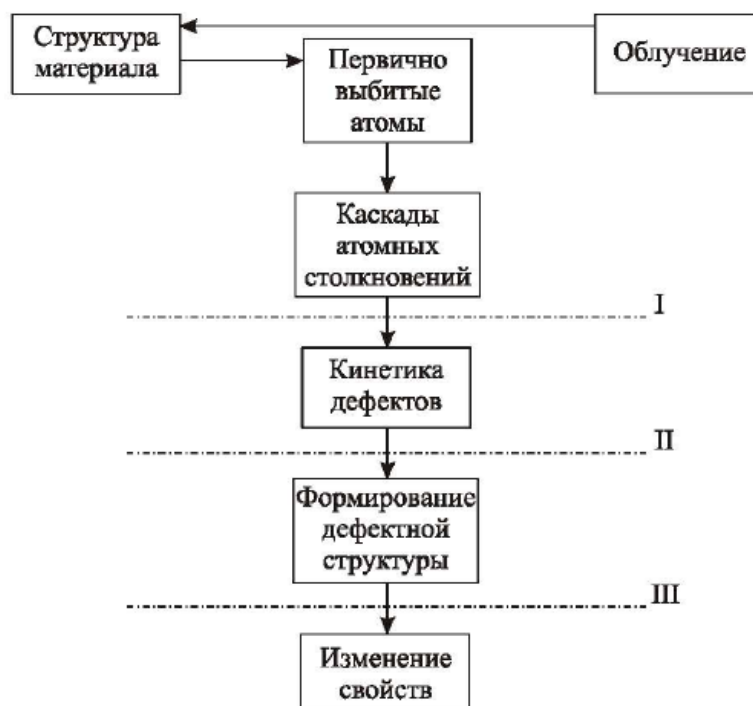 Структура
материала
Первично
выбитые
атомы
Облучение
Каскады
атомных
столкновений
I
Кинетика
дефектов
II
Формирование
дефектной
структуры
III
Изменение
свойств